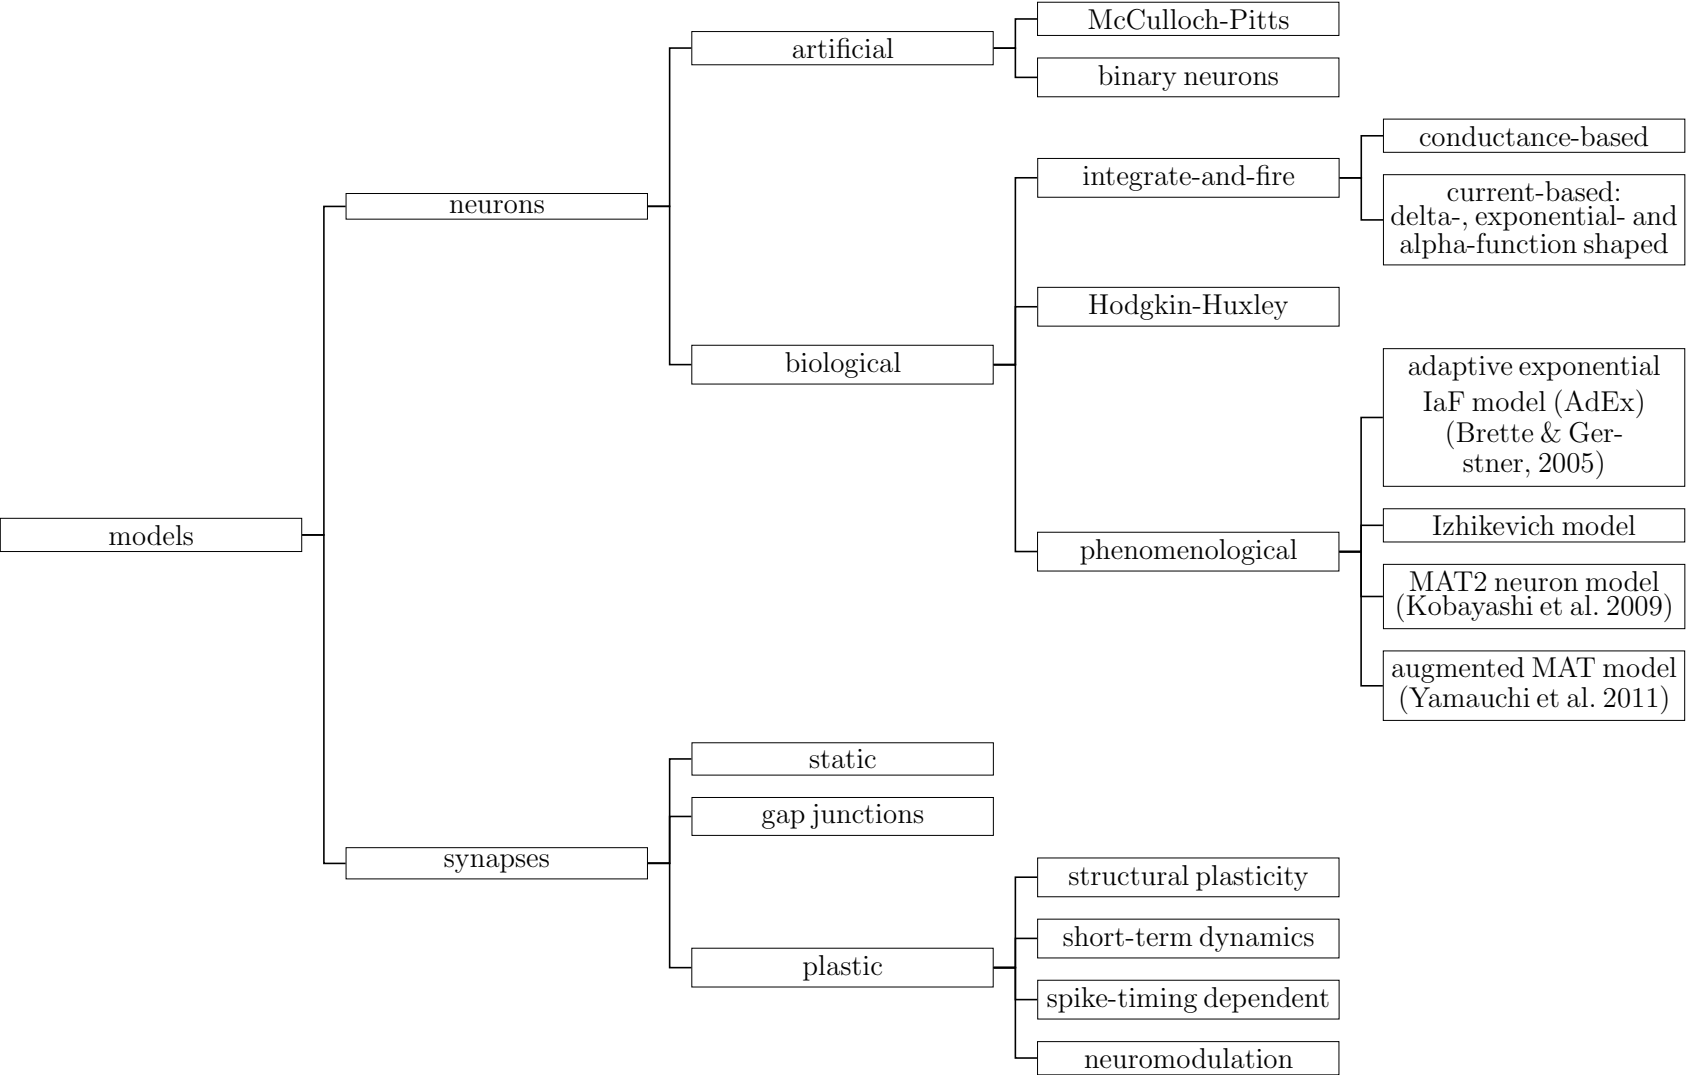 McCulloch-Pitts
artificial
binary neurons
conductance-based
integrate-and-fire
current-based:
delta-, exponential- and
alpha-function shaped
neurons
Hodgkin-Huxley
biological
adaptive exponential
IaF model (AdEx)
(Brette & Ger-
stner, 2005)
Izhikevich model
models
phenomenological
MAT2 neuron model
(Kobayashi et al. 2009)
augmented MAT model
(Yamauchi et al. 2011)
static
gap junctions
synapses
structural plasticity
short-term dynamics
plastic
spike-timing dependent
neuromodulation